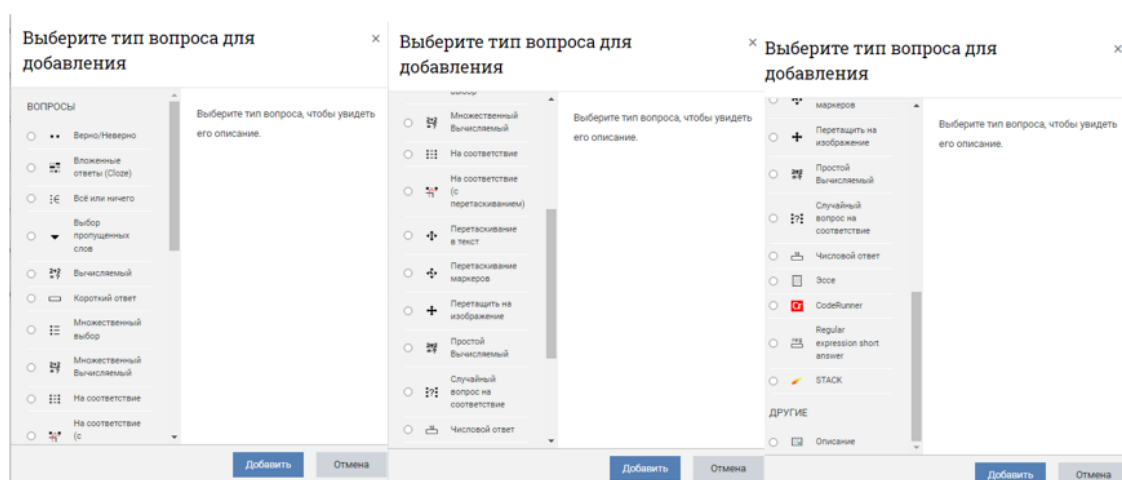 Выберите тип вопроса для
добавления
×
ВОПРОСЫ
Верно/Неверно
Вложенные
ответы (Cloze)
Всё или ничего
Выбор
пропущенных
слов
Вычисляемый
Короткий ответ
Множественный
выбор
Множественный
Вычисляемый
На соответствие
На соответствие
(с
Выберите тип вопроса, чтобы увидеть
его описание.
Добавить
Отмена
Выберите тип вопроса для
добавления
×
выбор
Множественный
Вычисляемый
На соответствие
На соответствие
(с
перетаскиванием)
Перетаскивание
в текст
Перетаскивание
маркеров
Перетащить на
изображение
Простой
Вычисляемый
Случайный
вопрос на
соответствие
Числовой ответ
Выберите тип вопроса, чтобы увидеть
его описание.
Добавить
Отмена
Выберите тип вопроса для
добавления
×
маркеров
Перетащить на
изображение
Простой
Вычисляемый
Случайный
вопрос на
соответствие
Числовой ответ
Эссе
Cr CodeRunner
Regular
expression short
answer
STACK
ДРУГИЕ
Описание
Выберите тип вопроса, чтобы увидеть
его описание.
Добавить
Отмена